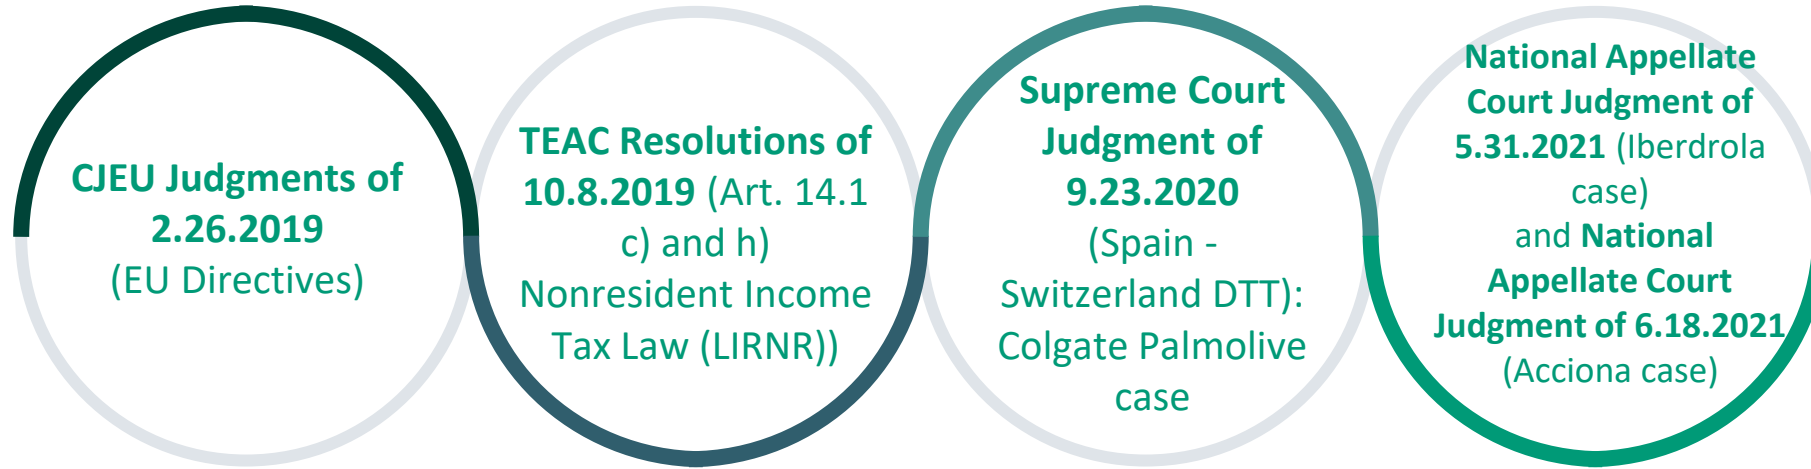 CJEU Judgments of
2.26.2019
(EU Directives)
TEAC Resolutions of
10.8.2019 (Art. 14.1
c) and h)
Nonresident Income
Tax Law (LIRNR))
Supreme Court
Judgment of
9.23.2020
(Spain -
Switzerland DTT):
Colgate Palmolive
case
National Appellate
Court Judgment of
5.31.2021 (Iberdrola
case)
and National
Appellate Court
Judgment of 6.18.2021
(Acciona case)